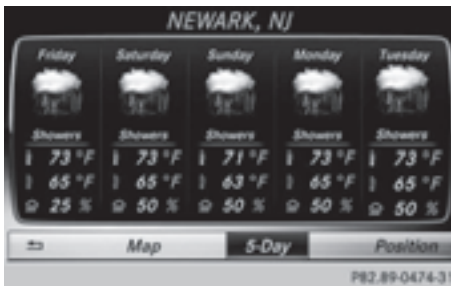 NEWARK, NJ
Friday Saturday Sunday Monday Tuesday
Showers Showers Showers Showers Showers
73 °F 73 °F 71 °F 73 °F 73 °F
65 °F 65 °F 63 °F 65 °F 65 °F
25 % 50 % 50 % 50 % 50 %
Map 5-Day Position
P82.89-0474-31